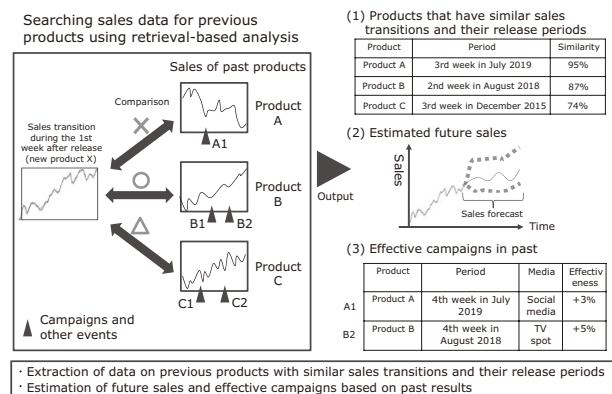 Searching sales data for previous
products using retrieval-based analysis
Sales of past products
Comparison
Sales transition
during the 1st
week after release
(new product X)
Product
A
A1
Product
B
B1 B2
Product
C
C1 C2
Campaigns and
other events
Output
(1) Products that have similar sales
transitions and their release periods
Product Period Similarity
Product A 3rd week in July 2019 95%
Product B 2nd week in August 2018 87%
Product C 3rd week in December 2015 74%
(2) Estimated future sales
Sales
Sales forecast
Time
(3) Effective campaigns in past
Product Period Media Effectiv
eness
A1 Product A 4th week in July
2019 Social
media +3%
B2 Product B 4th week in
August 2018 TV
spot +5%
· Extraction of data on previous products with similar sales transitions and their release periods
· Estimation of future sales and effective campaigns based on past results